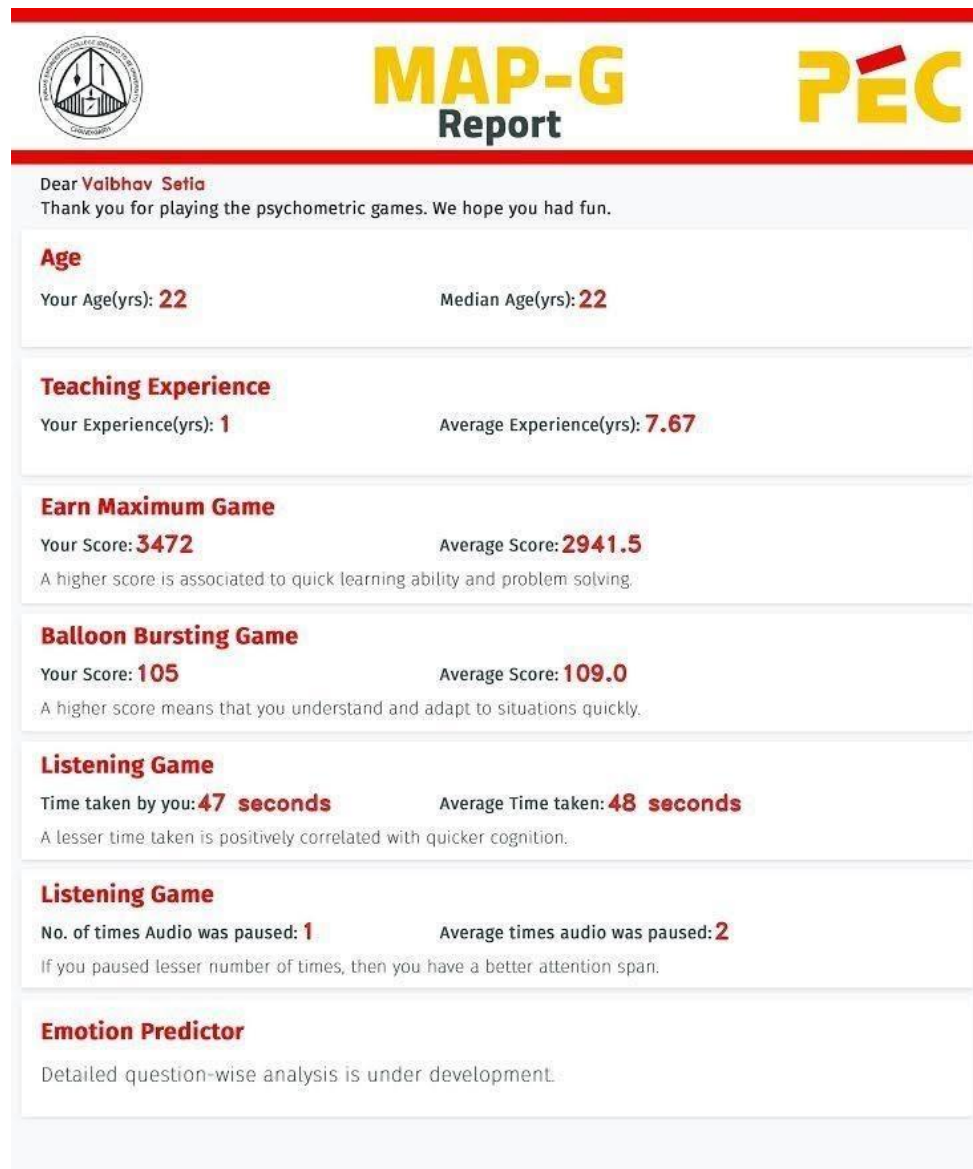 MAP-G
Report
PEC
Dear Vaibhav Setia
Thank you for playing the psychometric games. We hope you had fun.
Age
Your Age(yrs): 22 Median Age(yrs): 22
Teaching Experience
Your Experience(yrs): 1 Average Experience(yrs): 7.67
Earn Maximum Game
Your Score: 3472 Average Score: 2941.5
A higher score is associated to quick learning ability and problem solving.
Balloon Bursting Game
Your Score: 105 Average Score: 109.0
A higher score means that you understand and adapt to situations quickly.
Listening Game
Time taken by you: 47 seconds Average Time taken: 48 seconds
A lesser time taken is positively correlated with quicker cognition.
Listening Game
No. of times Audio was paused: 1 Average times audio was paused: 2
If you paused lesser number of times, then you have a better attention span.
Emotion Predictor
Detailed question-wise analysis is under development.